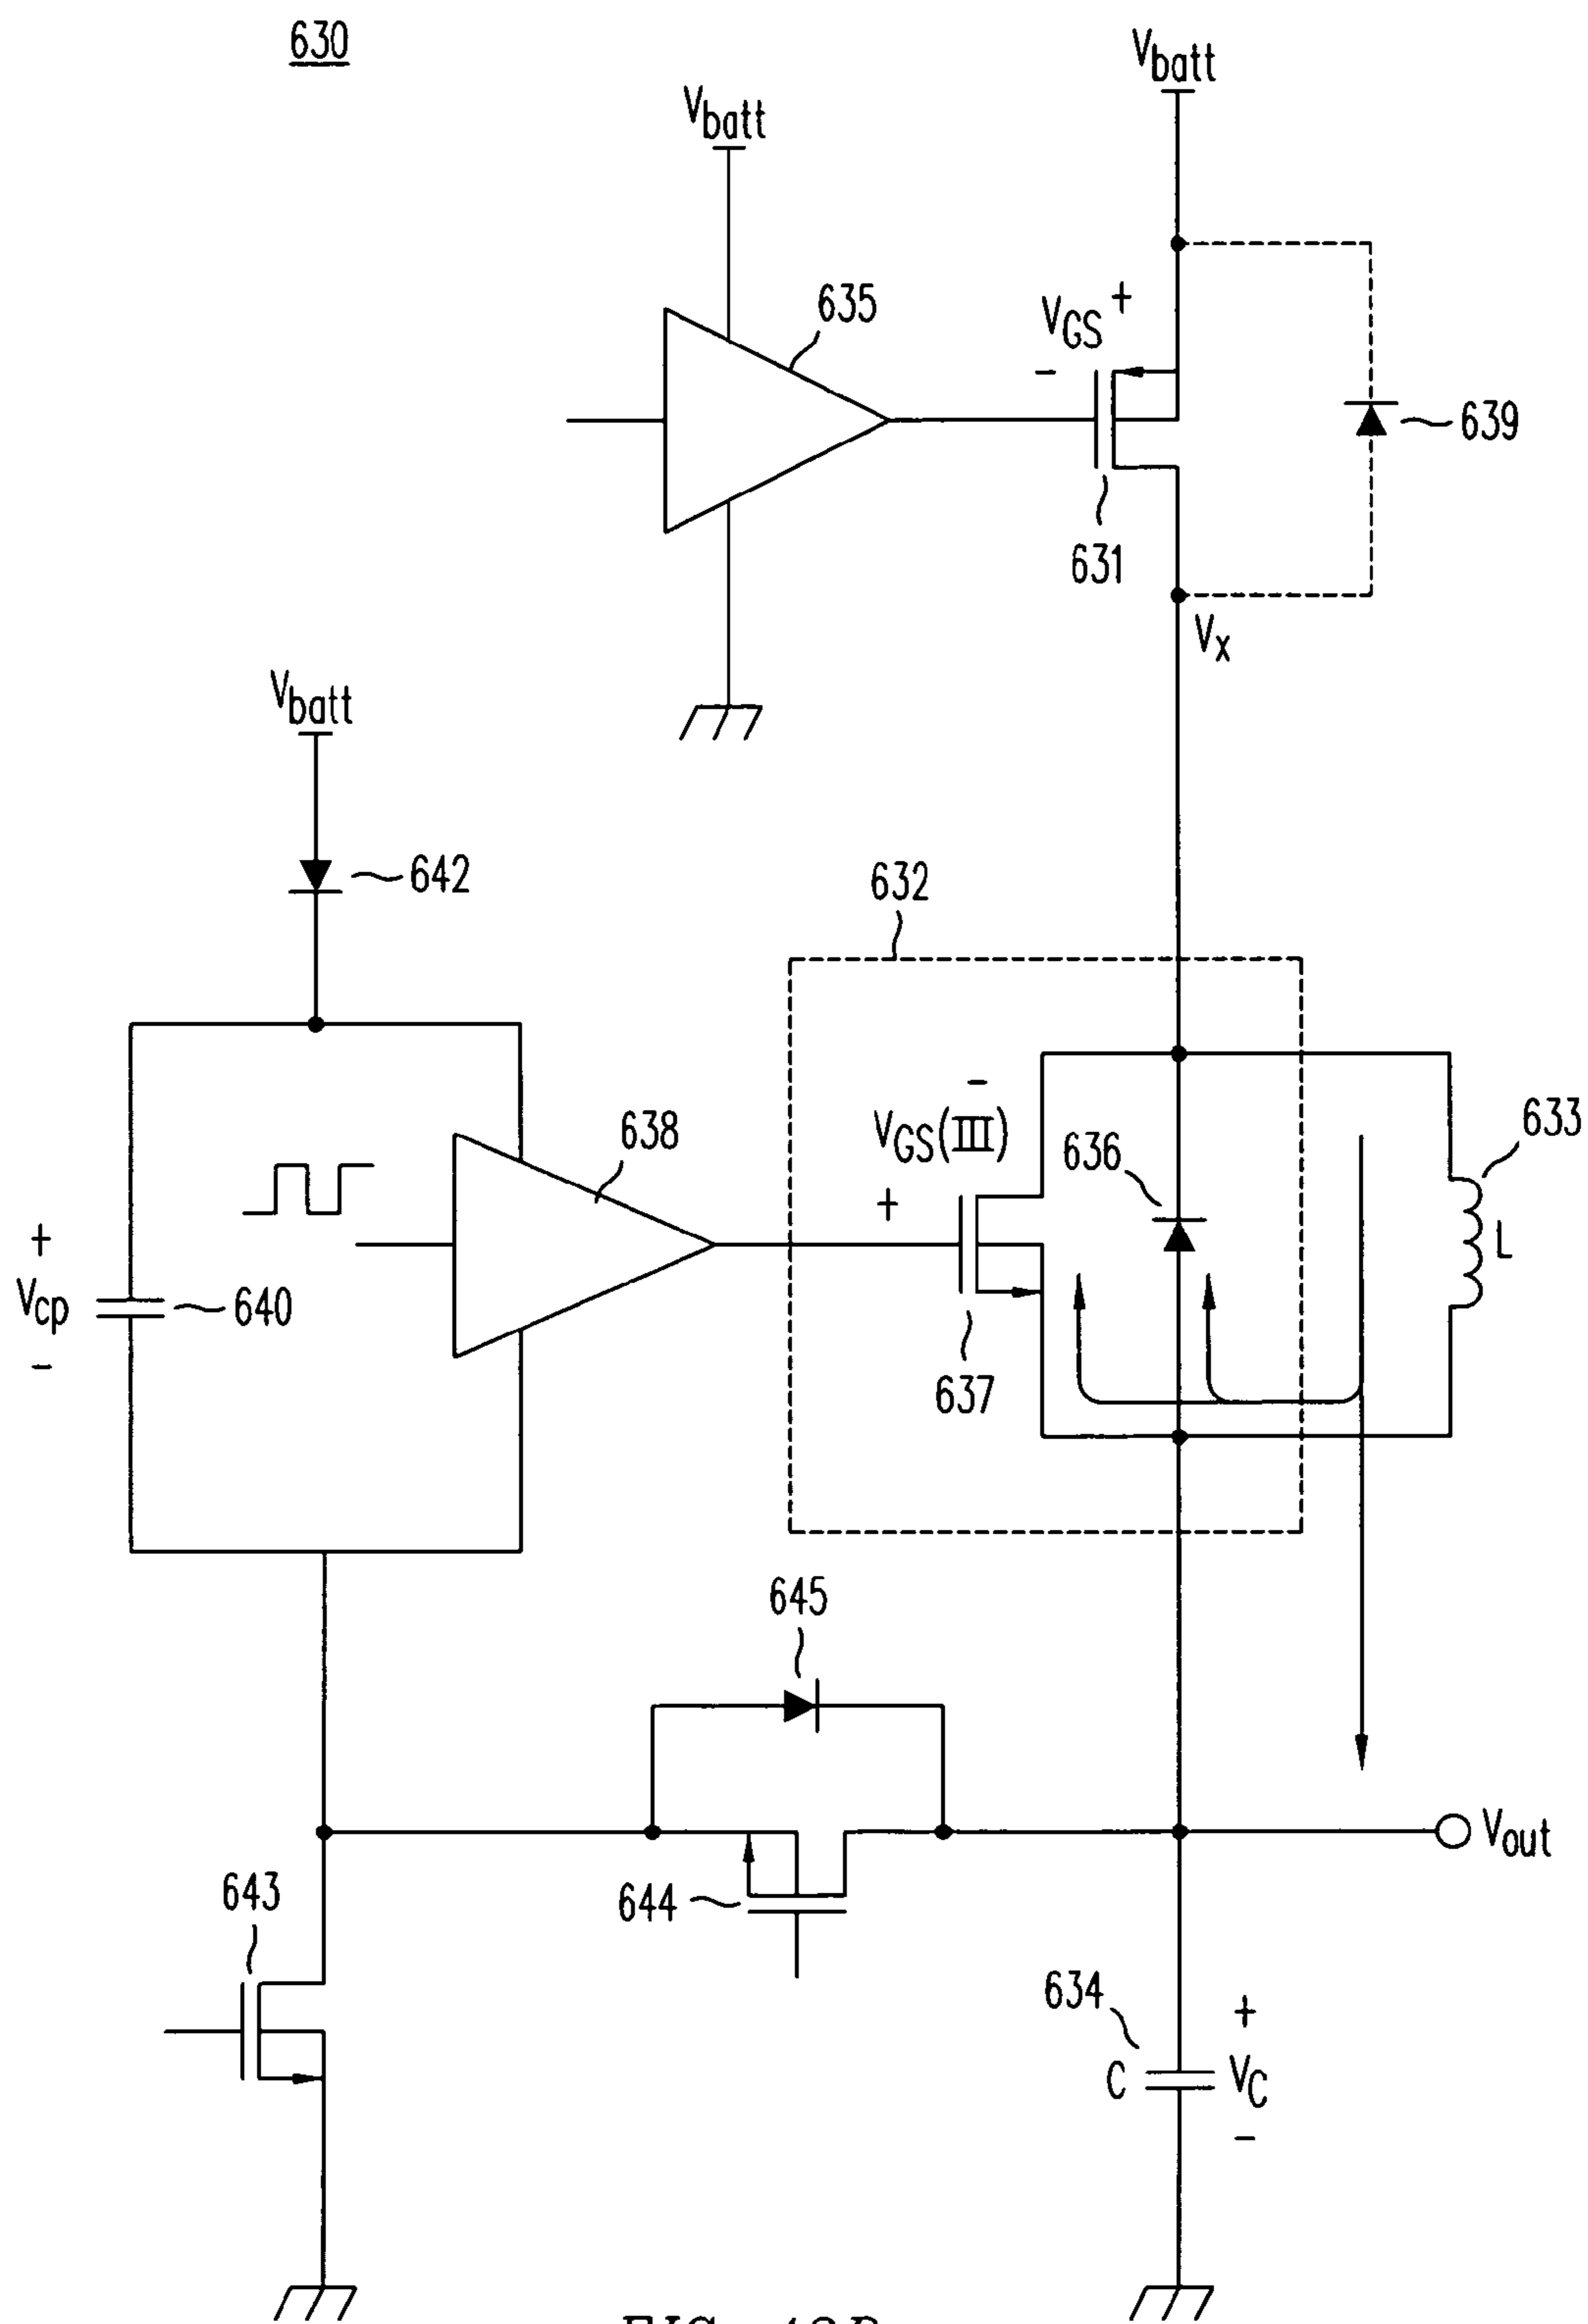 630
Vbatt
Vbatt
635
VGS
+
-
639
631
Vx
Vbatt
642
632
-
VGS(III)
+
638
636
633
L
+
Vcp
-
640
637
645
Vout
643
644
634
C
+
VC
-